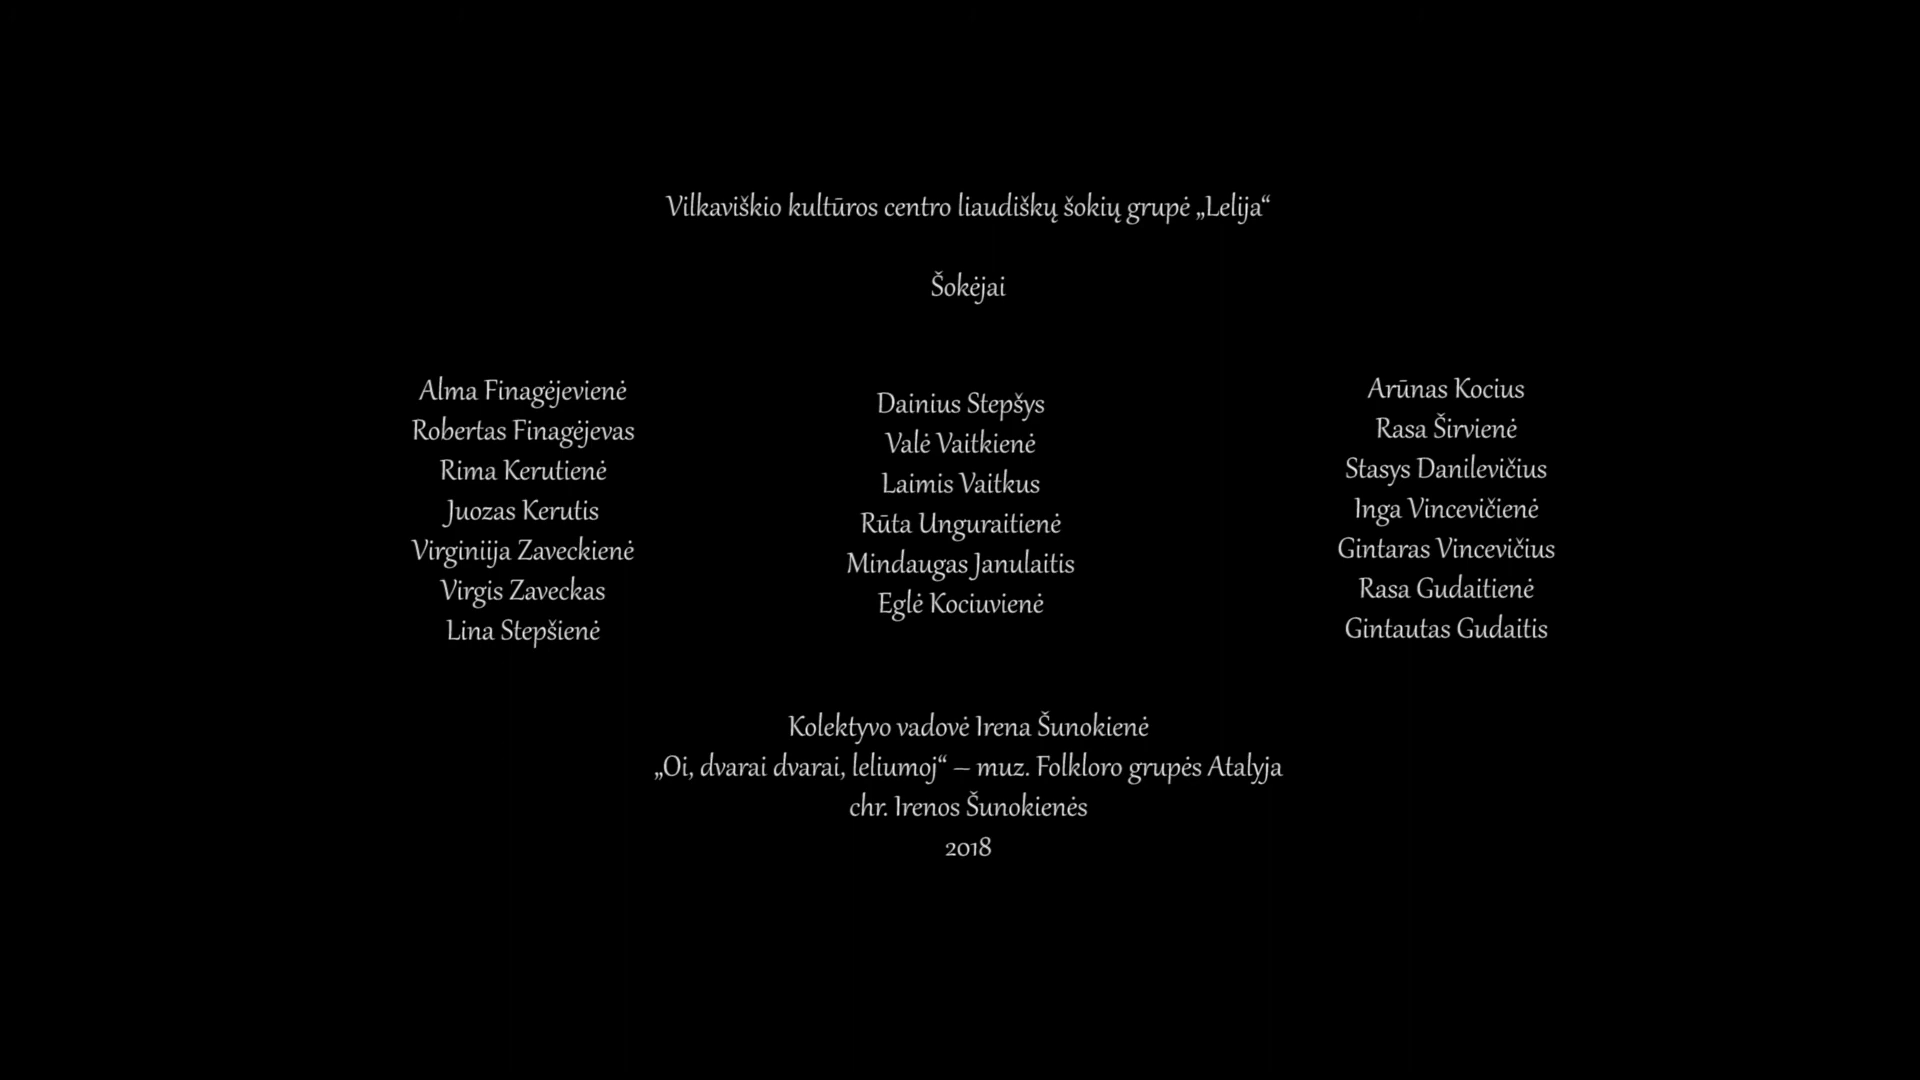 Vilkaviškio kultūros centro liaudiškų šokių grupė „Lelija“
Šokėjai
Alma Finagėjevienė
Robertas Finagėjevas
Rima Kerutienė
Juozas Kerutis
Virginiija Zaveckienė
Virgis Zaveckas
Lina Stepšienė
Dainius Stepšys
Valė Vaitkienė
Laimis Vaitkus
Rūta Unguraitienė
Mindaugas Janulaitis
Eglė Kociuvienė
Arūnas Kocius
Rasa Širvienė
Stasys Danilevičius
Inga Vincevičienė
Gintaras Vincevičius
Rasa Gudaitienė
Gintautas Gudaitis
Kolektyvo vadovė Irena Šunokienė
„Oi, dvarai dvarai, leliumoj“ – muz. Folkloro grupės Atalyja
chr. Irenos Šunokienės
2018